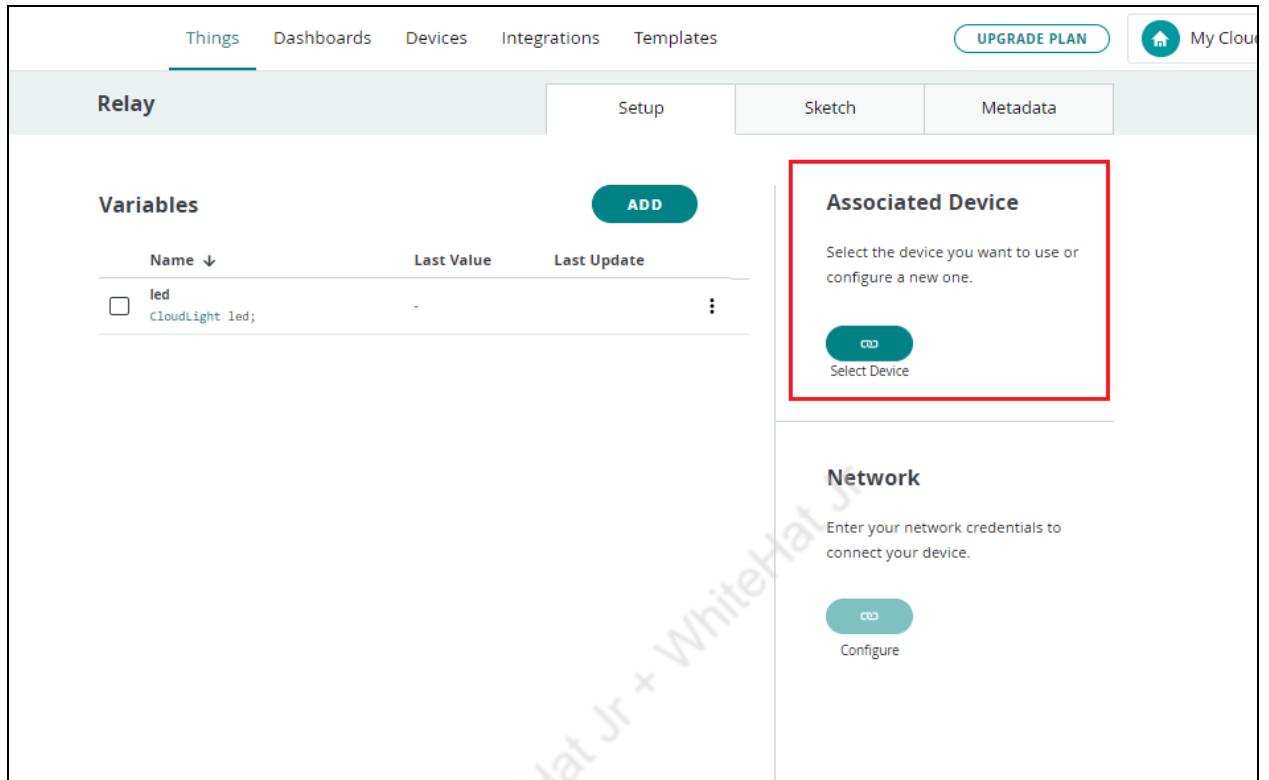 Things Dashboards Devices Integrations Templates UPGRADE PLAN My Clou
Relay Setup Sketch Metadata
Variables ADD
Name ↓ Last Value Last Update
led
CloudLight led; -
Associated Device
Select the device you want to use or
configure a new one.
Select Device
Network
Enter your network credentials to
connect your device.
Configure
hat Jr + WhiteHat Jr